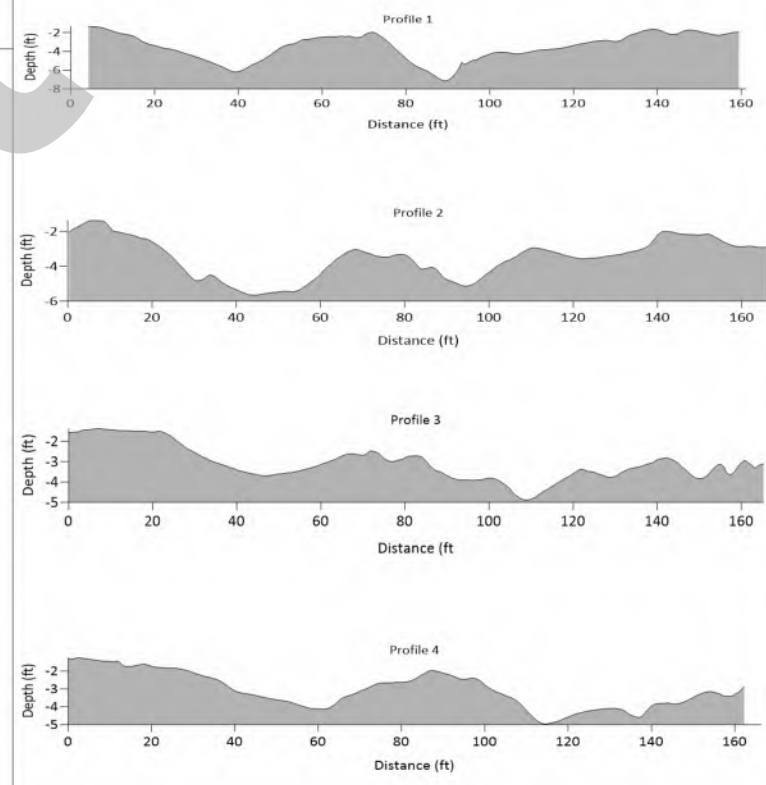 Profile 1
Depth (ft)
-2
-4
-6
-8
0 20 40 60 80 100 120 140 160
Distance (ft)
Profile 2
Depth (ft)
-2
-4
-6
0 20 40 60 80 100 120 140 160
Distance (ft)
Profile 3
Depth (ft)
-2
-3
-4
-5
0 20 40 60 80 100 120 140 160
Distance (ft
Profile 4
Depth (ft)
-2
-3
-4
-5
0 20 40 60 80 100 120 140 160
Distance (ft)